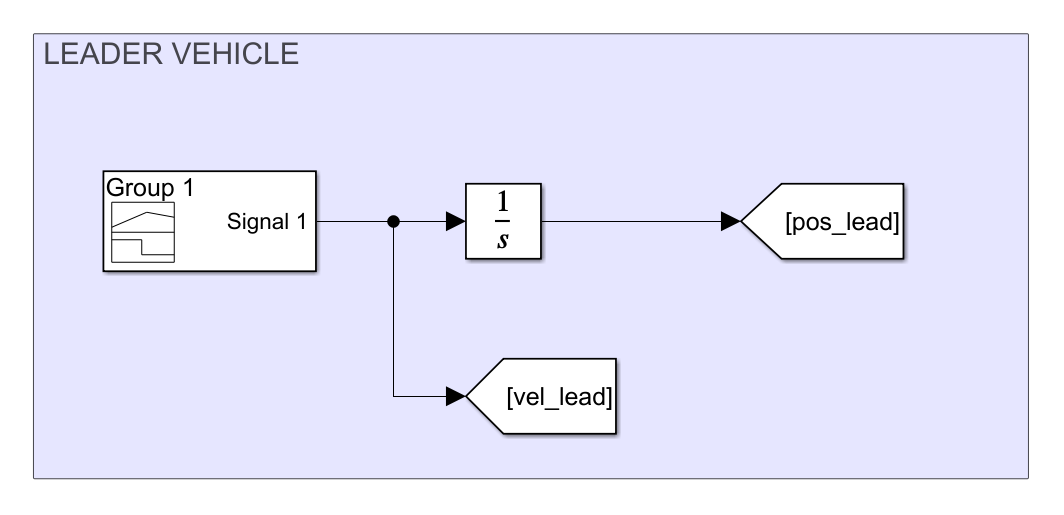 LEADER VEHICLE
Group 1
Signal 1
1
s
[pos_lead]
[vel_lead]